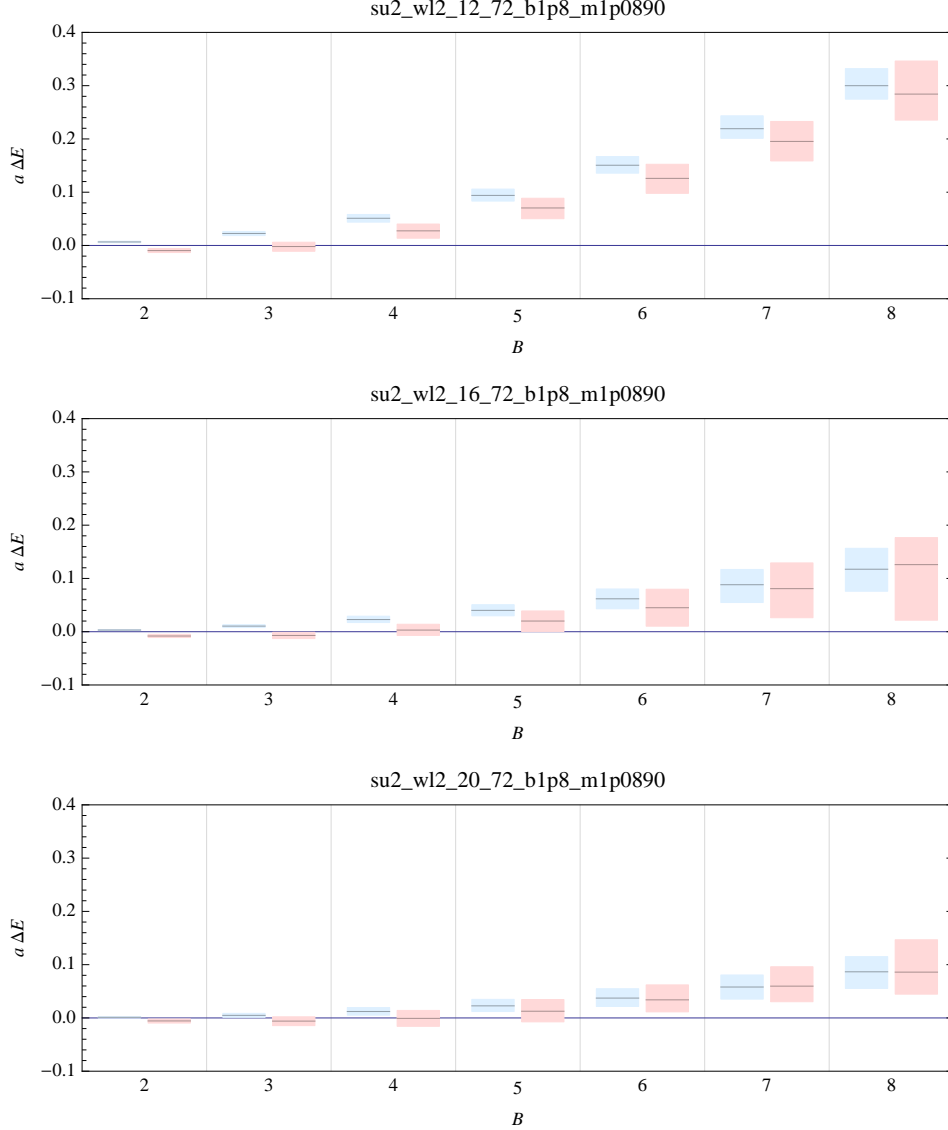 su2_wl2_12_72_b1p8_m1p0890
0.4
0.3
0.2
0.1
0.0
−0.1
a ΔE
2 3 4 5 6 7 8
B
su2_wl2_16_72_b1p8_m1p0890
0.4
0.3
0.2
0.1
0.0
−0.1
a ΔE
2 3 4 5 6 7 8
B
su2_wl2_20_72_b1p8_m1p0890
0.4
0.3
0.2
0.1
0.0
−0.1
a ΔE
2 3 4 5 6 7 8
B